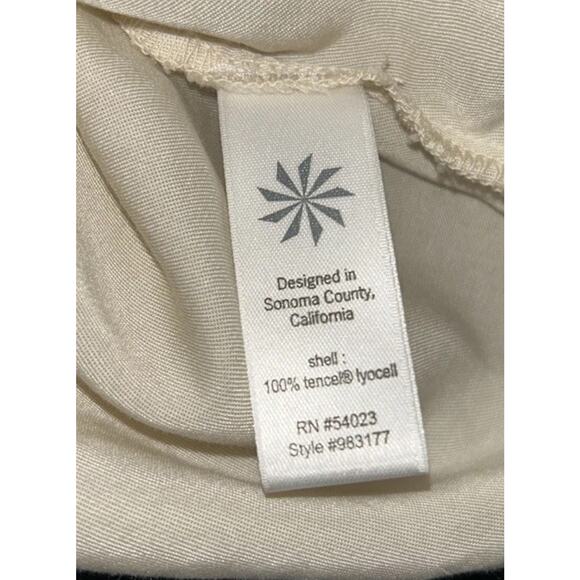 Designed in
Sonoma County,
California
shell :
100% tencel® lyocell
RN #54023
Style #983177